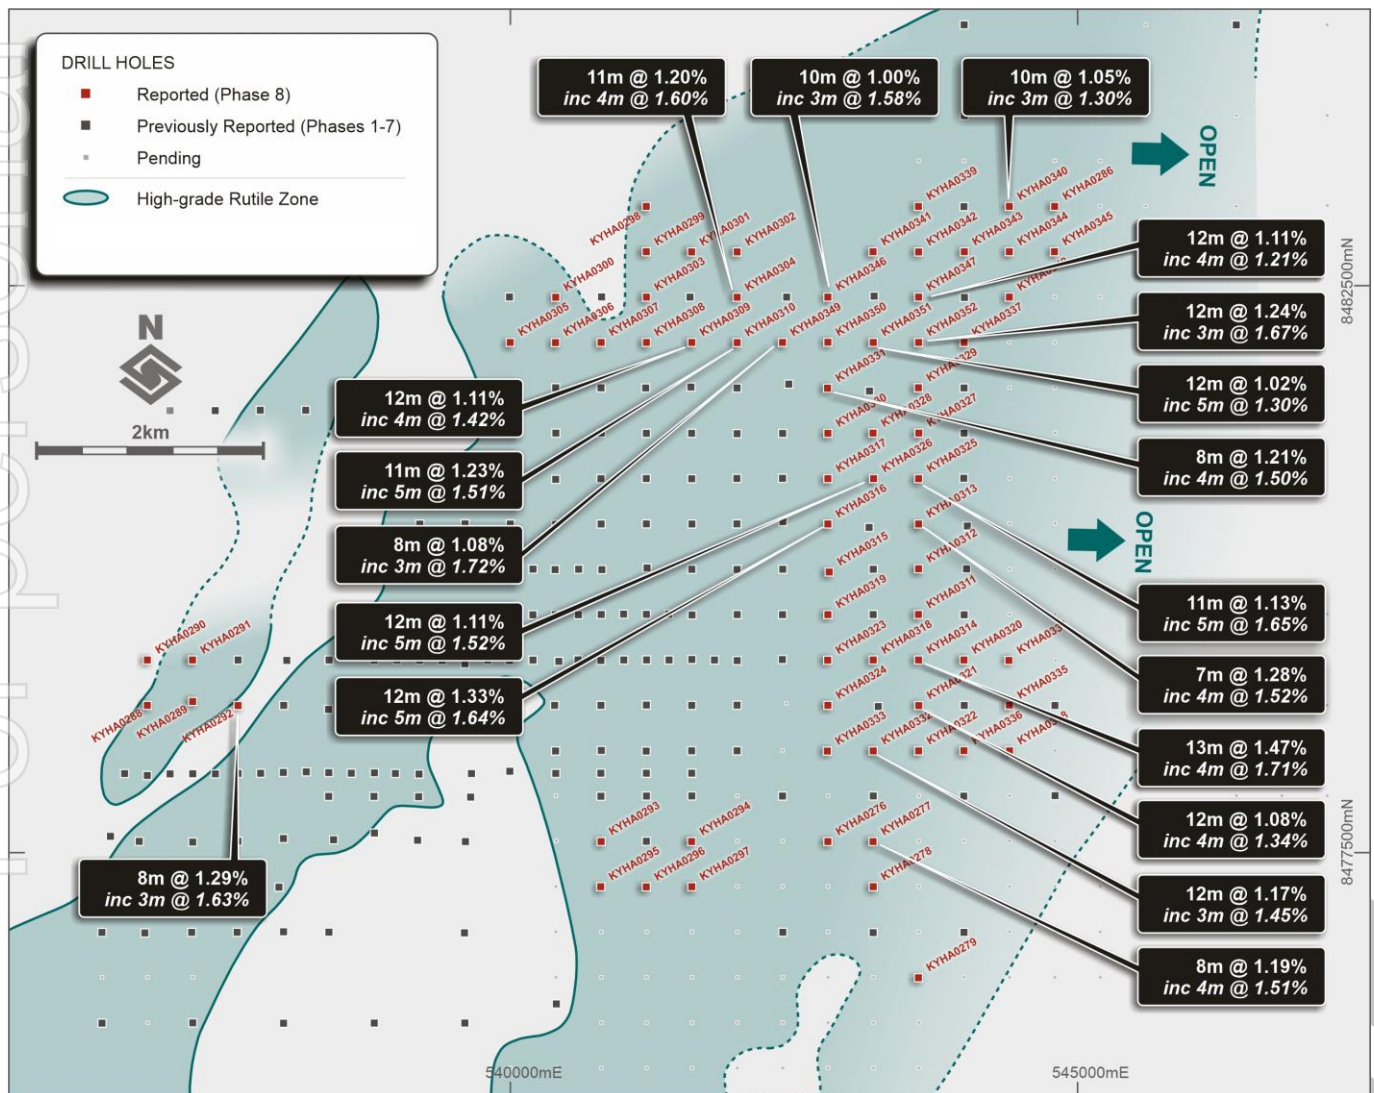 DRILL HOLES
Reported (Phase 8)
Previously Reported (Phases 1-7)
Pending
High-grade Rutile Zone
N
2km
11m @ 1.20%
inc 4m @ 1.60%
10m @ 1.00%
inc 3m @ 1.58%
10m @ 1.05%
inc 3m @ 1.30%
OPEN
12m @ 1.11%
inc 4m @ 1.21%
12m @ 1.24%
inc 3m @ 1.67%
12m @ 1.02%
inc 5m @ 1.30%
8m @ 1.21%
inc 4m @ 1.50%
OPEN
11m @ 1.13%
inc 5m @ 1.65%
7m @ 1.28%
inc 4m @ 1.52%
13m @ 1.47%
inc 4m @ 1.71%
12m @ 1.08%
inc 4m @ 1.34%
12m @ 1.17%
inc 3m @ 1.45%
8m @ 1.19%
inc 4m @ 1.51%
12m @ 1.11%
inc 4m @ 1.42%
11m @ 1.23%
inc 5m @ 1.51%
8m @ 1.08%
inc 3m @ 1.72%
12m @ 1.11%
inc 5m @ 1.52%
12m @ 1.33%
inc 5m @ 1.64%
8m @ 1.29%
inc 3m @ 1.63%
KYHA0339
KYHA0340
KYHA0286
KYHA0298
KYHA0299
KYHA0301
KYHA0302
KYHA0341
KYHA0342
KYHA0343
KYHA0344
KYHA0345
KYHA0300
KYHA0303
KYHA0304
KYHA0346
KYHA0347
KYHA0305
KYHA0306
KYHA0307
KYHA0308
KYHA0309
KYHA0310
KYHA0349
KYHA0350
KYHA0351
KYHA0352
KYHA0337
KYHA0331
KYHA0329
KYHA0330
KYHA0328
KYHA0327
KYHA0317
KYHA0326
KYHA0325
KYHA0316
KYHA0313
KYHA0315
KYHA0312
KYHA0319
KYHA0311
KYHA0323
KYHA0318
KYHA0314
KYHA0320
KYHA0324
KYHA0321
KYHA0335
KYHA0333
KYHA0332
KYHA0322
KYHA0336
KYHA0290
KYHA0291
KYHA0288
KYHA0289
KYHA0292
KYHA0293
KYHA0294
KYHA0276
KYHA0277
KYHA0295
KYHA0296
KYHA0297
KYHA0278
KYHA0279
8482500mN
8477500mN
540000mE
545000mE